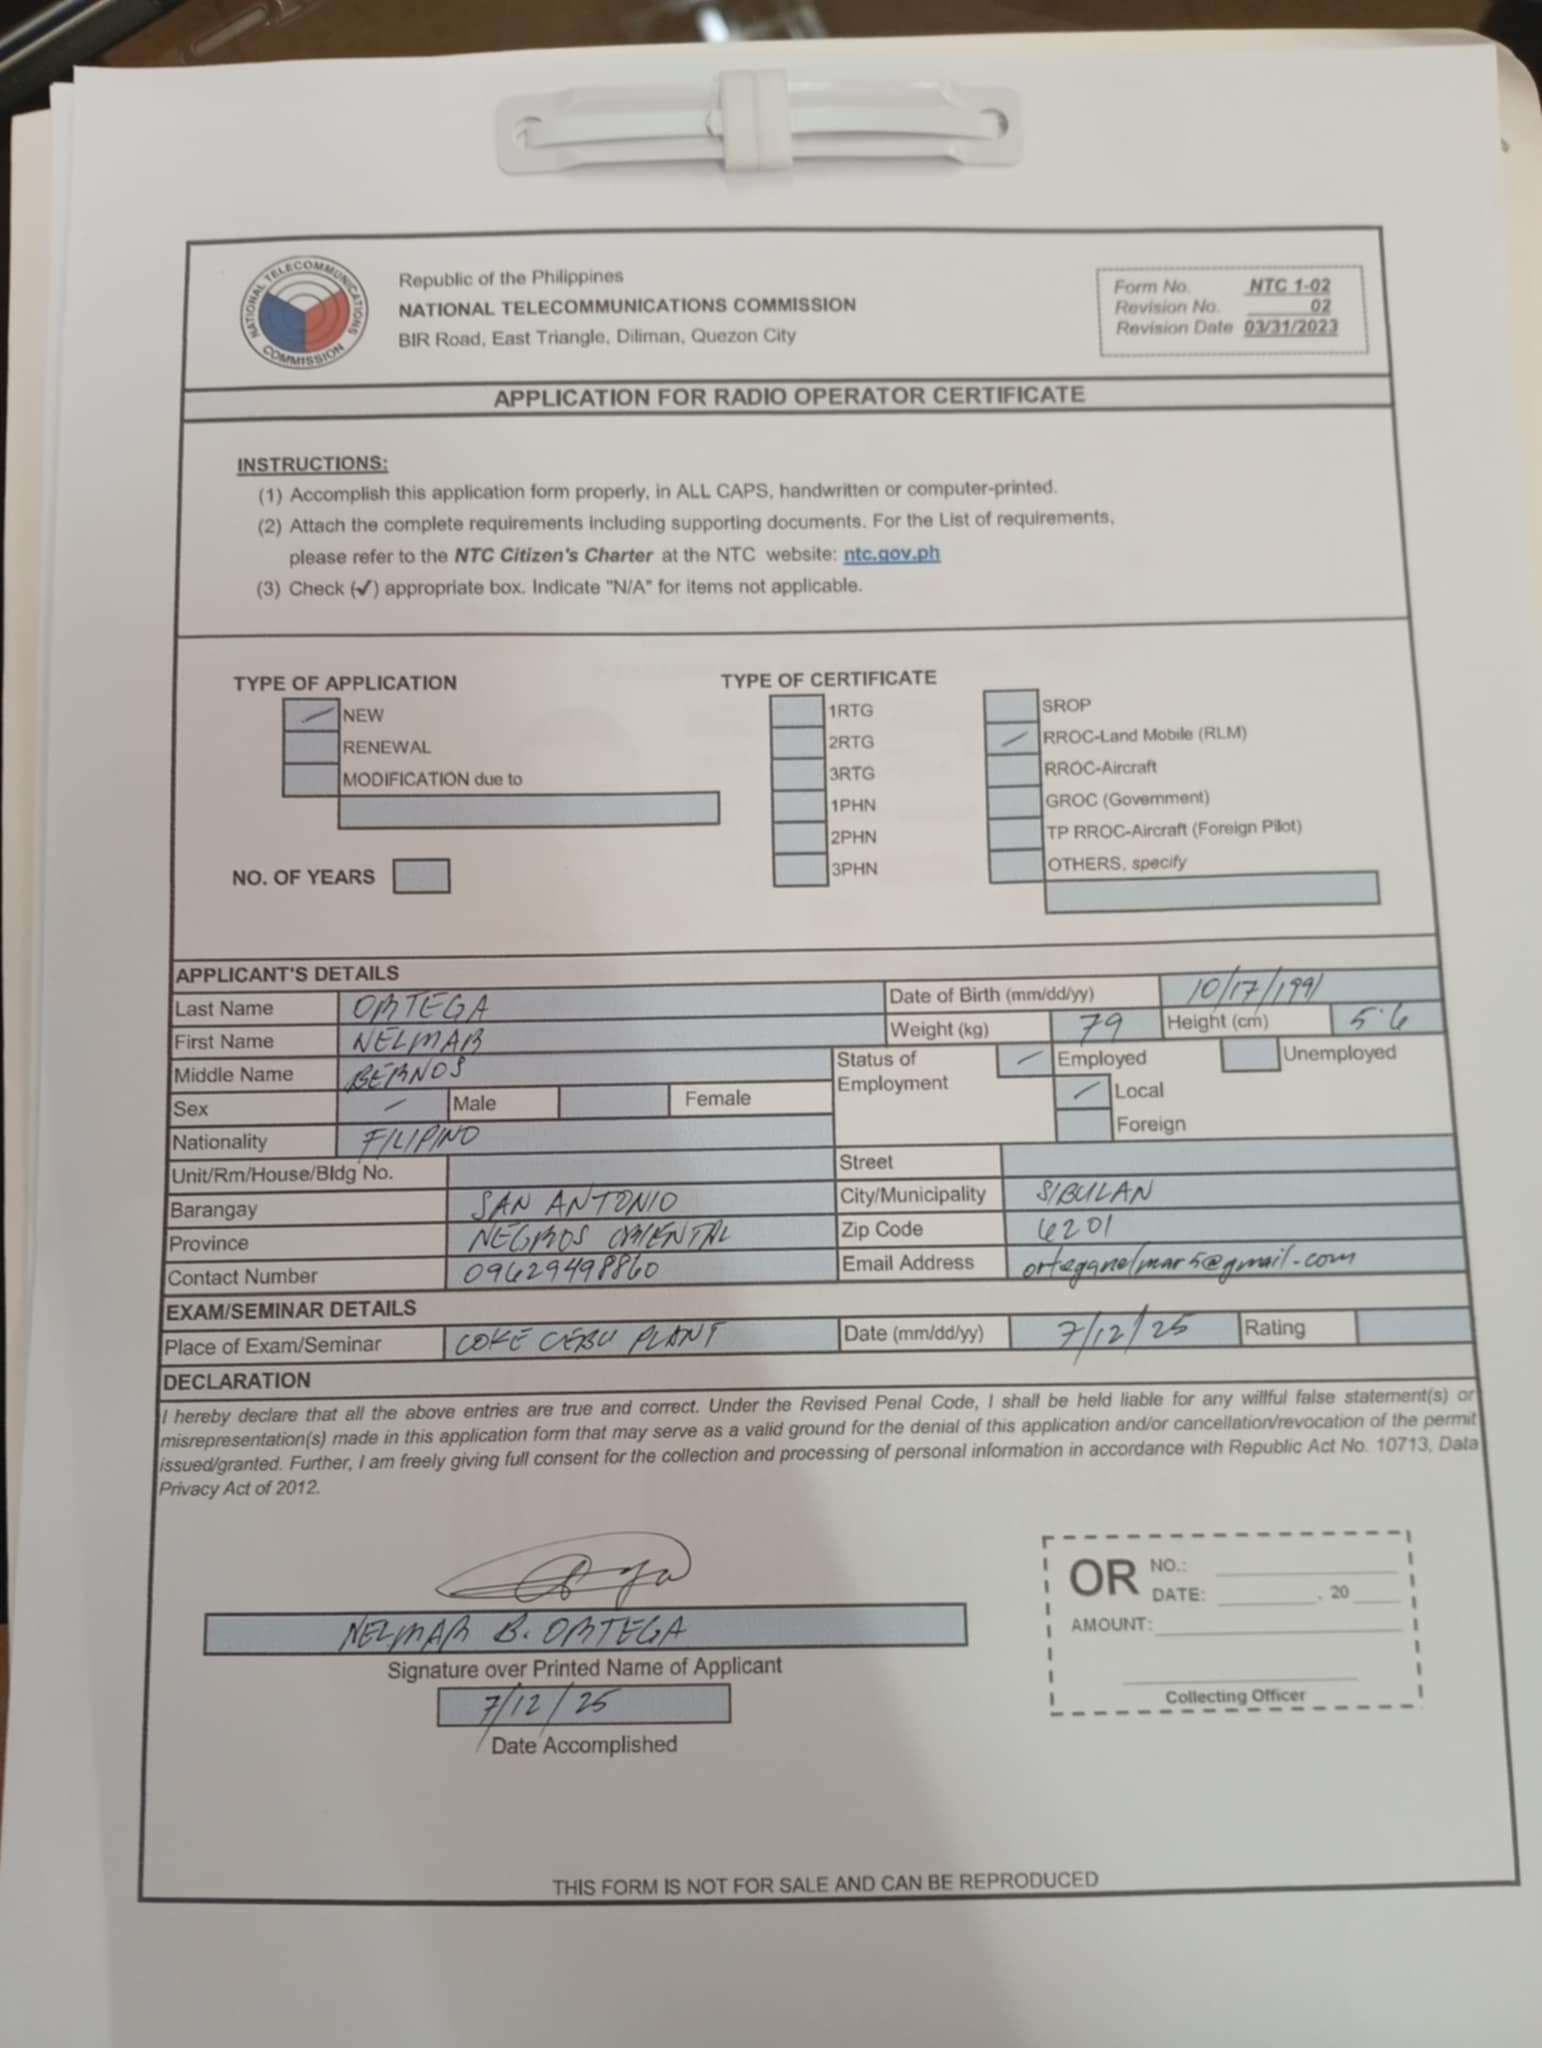 NATIONAL TELECOMMUNICATIONS COMMISSION
Republic of the Philippines
NATIONAL TELECOMMUNICATIONS COMMISSION
BIR Road, East Triangle, Diliman, Quezon City
Form No. NTC 1-02
Revision No. 02
Revision Date 03/31/2023
APPLICATION FOR RADIO OPERATOR CERTIFICATE
INSTRUCTIONS:
(1) Accomplish this application form properly, in ALL CAPS, handwritten or computer-printed.
(2) Attach the complete requirements including supporting documents. For the List of requirements,
please refer to the NTC Citizen's Charter at the NTC website: ntc.gov.ph
(3) Check (✓) appropriate box. Indicate "N/A" for items not applicable.
TYPE OF APPLICATION
NEW
RENEWAL
MODIFICATION due to
NO. OF YEARS
TYPE OF CERTIFICATE
1RTG
2RTG
3RTG
1PHN
2PHN
3PHN
SROP
RROC-Land Mobile (RLM)
RROC-Aircraft
GROC (Government)
TP RROC-Aircraft (Foreign Pilot)
OTHERS, specify
APPLICANT'S DETAILS
Last Name ORTEGA
Date of Birth (mm/dd/yy) 10/17/1991
First Name NELMAR
Weight (kg) 79 Height (cm) 5'6
Middle Name BERNOS
Status of Employment
Employed Unemployed
Local
Foreign
Sex Male Female
Nationality FILIPINO
Unit/Rm/House/Bldg No. Street
Barangay SAN ANTONIO City/Municipality SIBULAN
Province NEGROS ORIENTAL Zip Code 6201
Contact Number 09629498860 Email Address orteganelmar5@gmail.com
EXAM/SEMINAR DETAILS
Place of Exam/Seminar COKE CEBU PLANT Date (mm/dd/yy) 7/12/25 Rating
DECLARATION
I hereby declare that all the above entries are true and correct. Under the Revised Penal Code, I shall be held liable for any willful false statement(s) or
misrepresentation(s) made in this application form that may serve as a valid ground for the denial of this application and/or cancellation/revocation of the permit
issued/granted. Further, I am freely giving full consent for the collection and processing of personal information in accordance with Republic Act No. 10713, Data
Privacy Act of 2012.
NELMAR B. ORTEGA
Signature over Printed Name of Applicant
7/12/25
Date Accomplished
OR NO.:
DATE: , 20
AMOUNT:
Collecting Officer
THIS FORM IS NOT FOR SALE AND CAN BE REPRODUCED